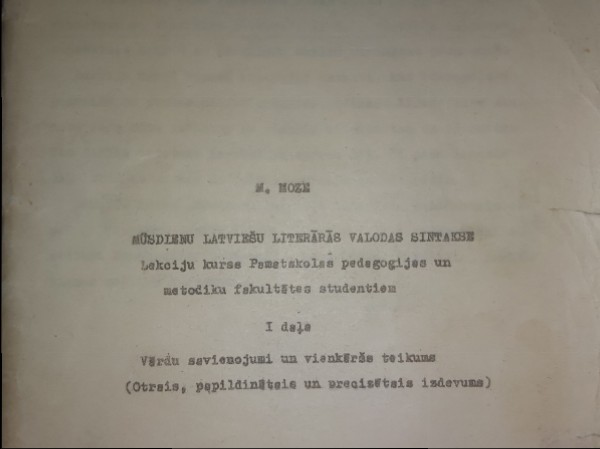 M. MOZE
MŪSDIENU LATVIEŠU LITERĀRĀS VALODAS SINTAKSE
Lekciju kurss Pamatskolas pedagoģijas un
metodiku fakultātes studentiem
I daļa
Vārdu savienojumi un vienkāršs teikums
(Otrais, papildinātais un precizētais izdevums)